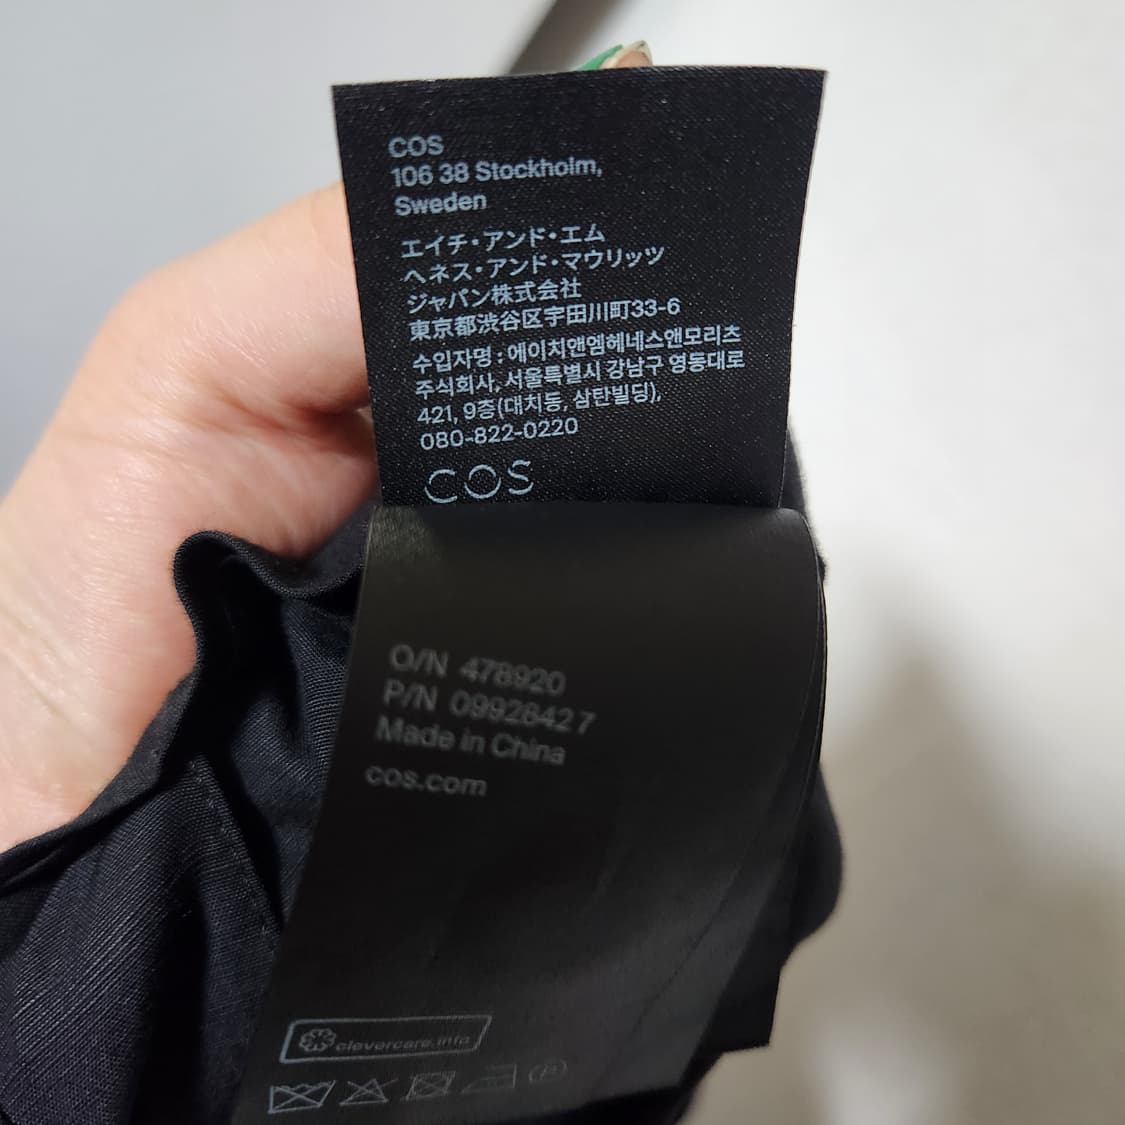 COS
106 38 Stockholm,
Sweden
エイチ・アンド・エム
ヘネス・アンド・マウリッツ
ジャパン株式会社
東京都渋谷区宇田川町33-6
수입자명 : 에이치앤엠헤네스앤모리츠
주식회사, 서울특별시 강남구 영동대로
421, 9층(대치동, 삼탄빌딩),
080-822-0220
COS
O/N 478920
P/N 09926427
Made in China
cos.com
clevercare.info
P